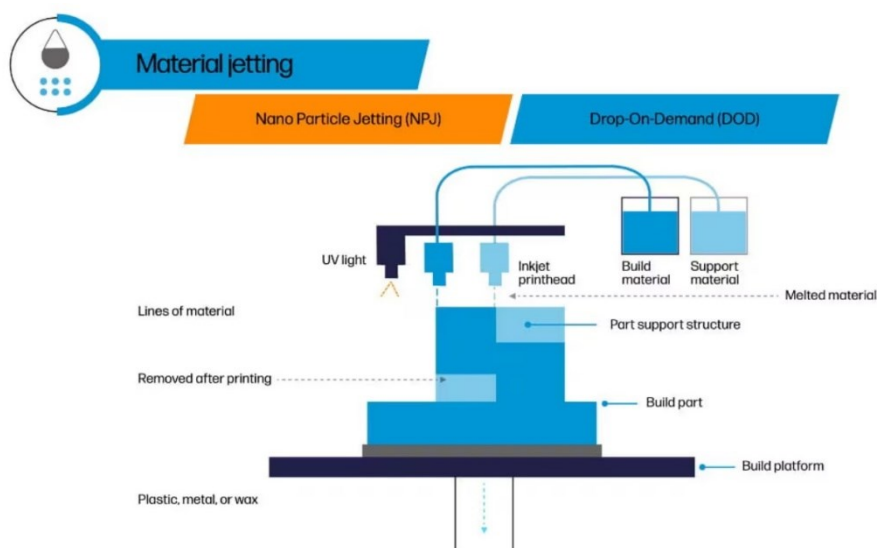 Material jetting
Nano Particle Jetting (NPJ)
Drop-On-Demand (DOD)
UV light
Inkjet
printhead
Build
material
Support
material
Melted material
Lines of material
Part support structure
Removed after printing
Build part
Build platform
Plastic, metal, or wax